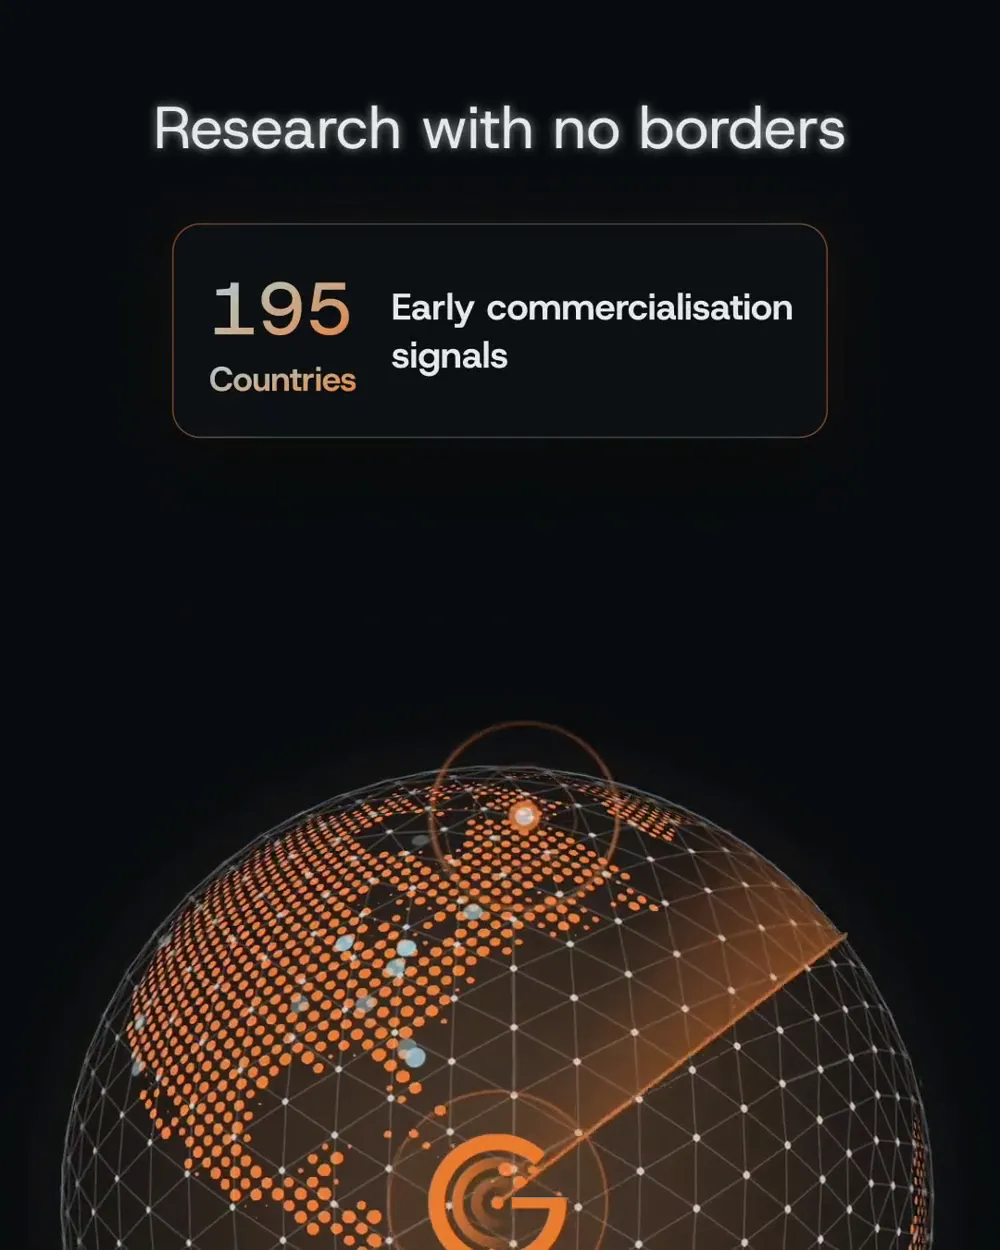 Research with no borders
195
Countries
Early commercialisation
signals